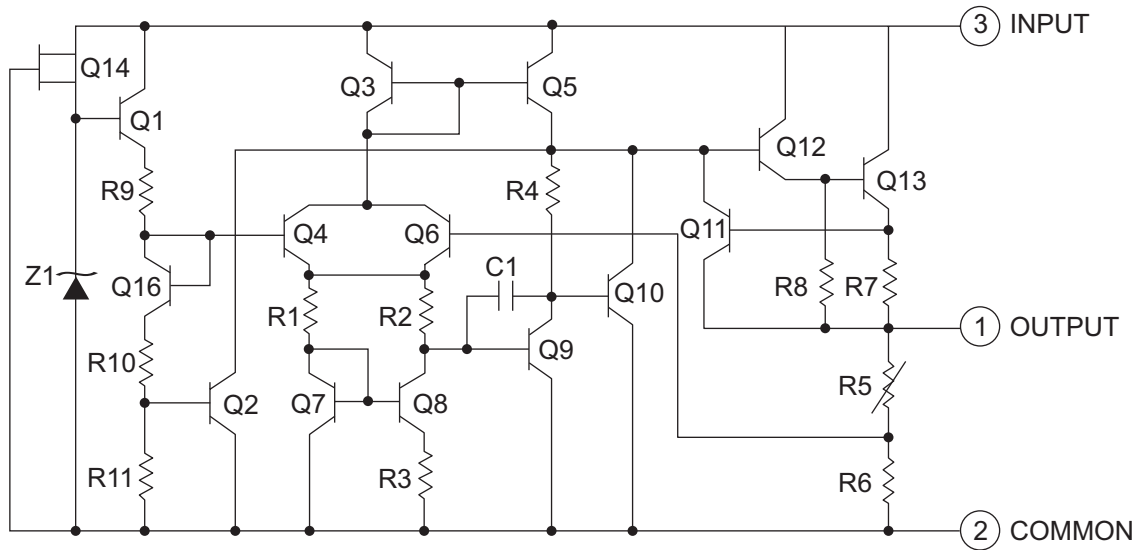 3 INPUT
Q14
Q3
Q5
Q1
Q12
R9
R4
Q13
Q4
Q6
Q11
C1
Z1
Q16
Q10
R8
R7
R1
R2
1 OUTPUT
R10
Q9
R5
Q2
Q7
Q8
R11
R3
R6
2 COMMON